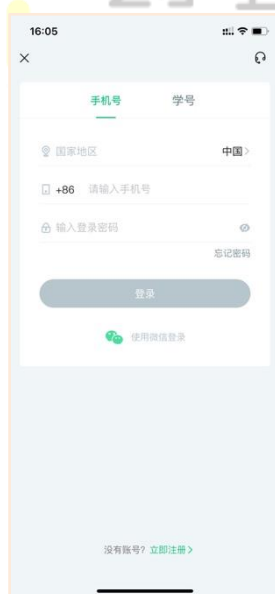 16:05
手机号 学号
国家地区 中国
+86 请输入手机号
输入登录密码
忘记密码
登录
使用微信登录
没有账号? 立即注册